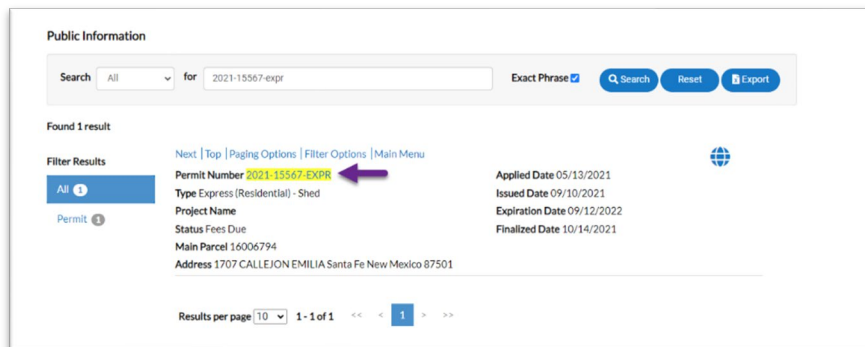 Public Information
Search All for 2021-15567-expr Exact Phrase Search Reset Export
Found 1 result
Filter Results
All 1
Permit 1
Next | Top | Paging Options | Filter Options | Main Menu
Permit Number 2021-15567-EXPR
Type Express (Residential) - Shed
Project Name
Status Fees Due
Main Parcel 16006794
Address 1707 CALLEJON EMILIA Santa Fe New Mexico 87501
Applied Date 05/13/2021
Issued Date 09/10/2021
Expiration Date 09/12/2022
Finalized Date 10/14/2021
Results per page 10 1 - 1 of 1 << < 1 > >>